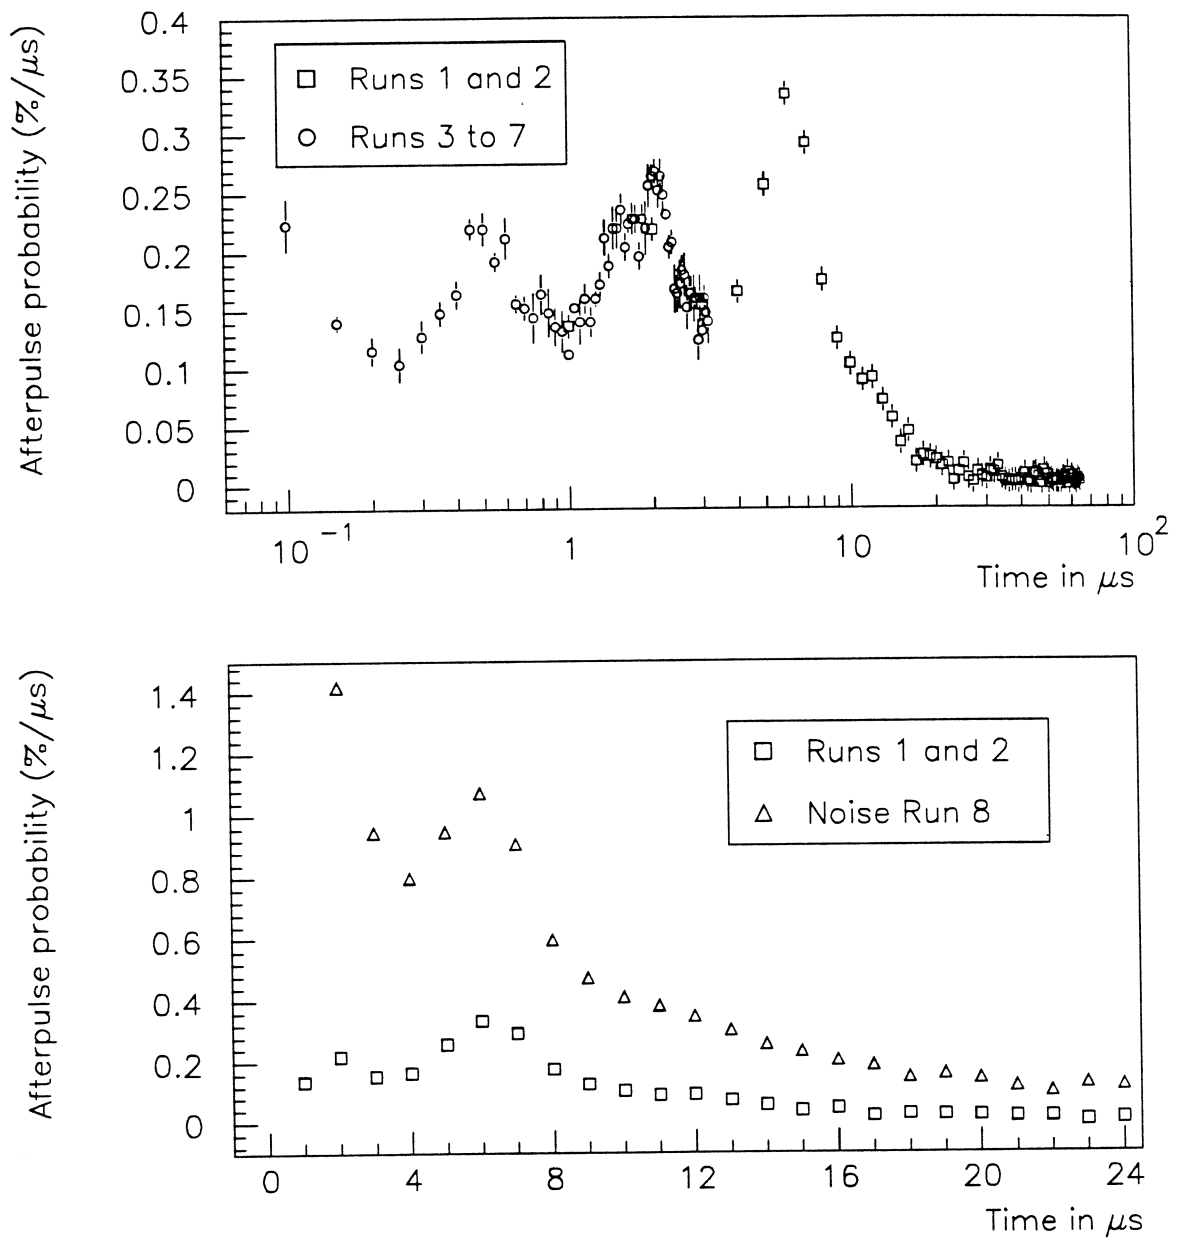 Afterpulse probability (%/μs)
0.4
0.35
0.3
0.25
0.2
0.15
0.1
0.05
0
Runs 1 and 2
Runs 3 to 7
10⁻¹ 1 10 10²
Time in μs
Afterpulse probability (%/μs)
1.4
1.2
1
0.8
0.6
0.4
0.2
0
Runs 1 and 2
Noise Run 8
0 4 8 12 16 20 24
Time in μs